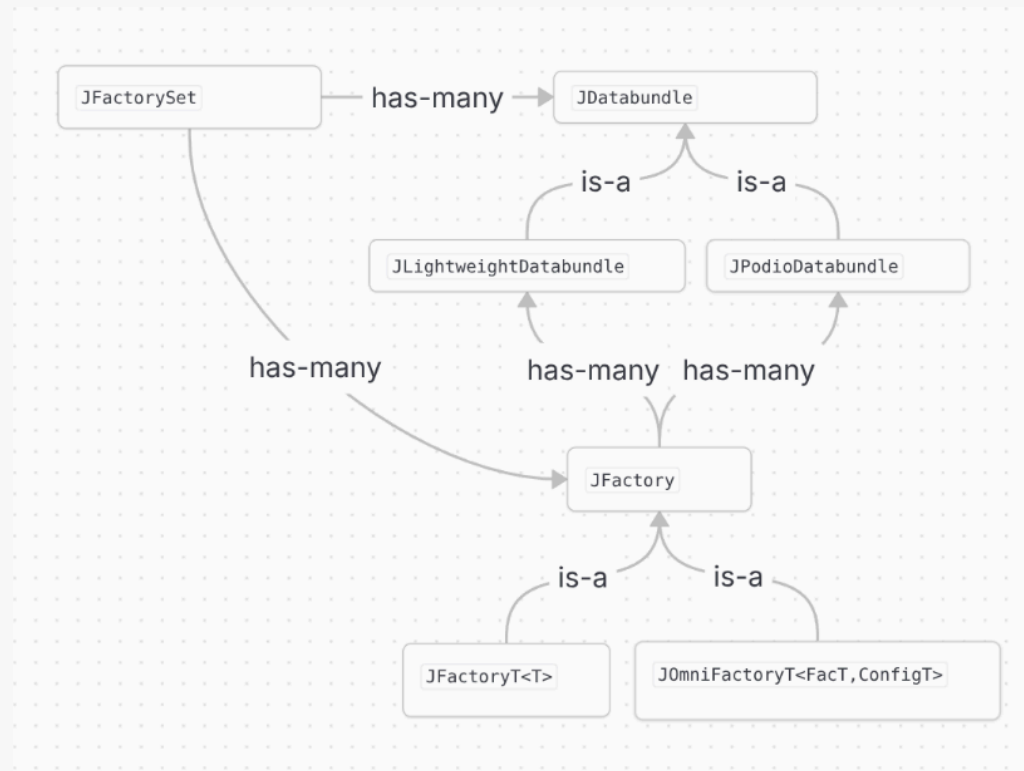 JFactorySet
has-many
JDatabundle
is-a
is-a
JLightweightDatabundle
JPodioDatabundle
has-many
has-many
has-many
JFactory
is-a
is-a
JFactoryT<T>
JOmniFactoryT<FacT,ConfigT>